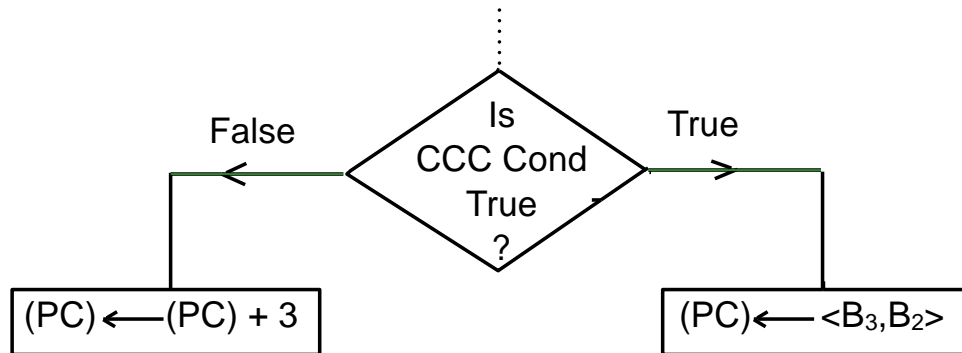 Is
False
True
CCC Cond
True
?
(PC) ← (PC) + 3
(PC) ← <B₃,B₂>